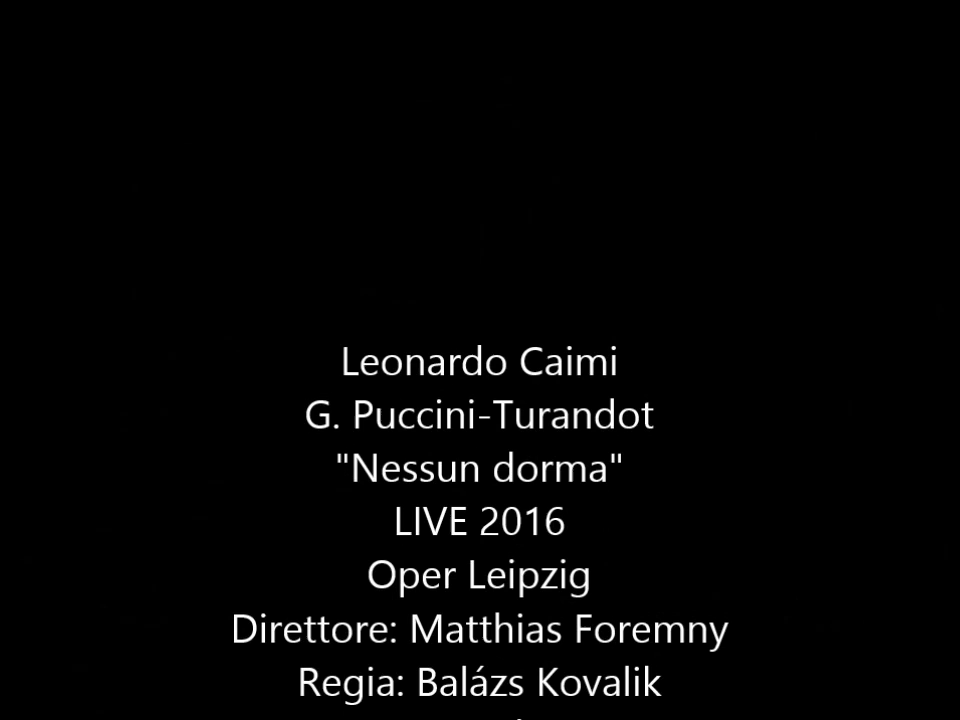 Leonardo Caimi
G. Puccini-Turandot
"Nessun dorma"
LIVE 2016
Oper Leipzig
Direttore: Matthias Foremny
Regia: Balázs Kovalik